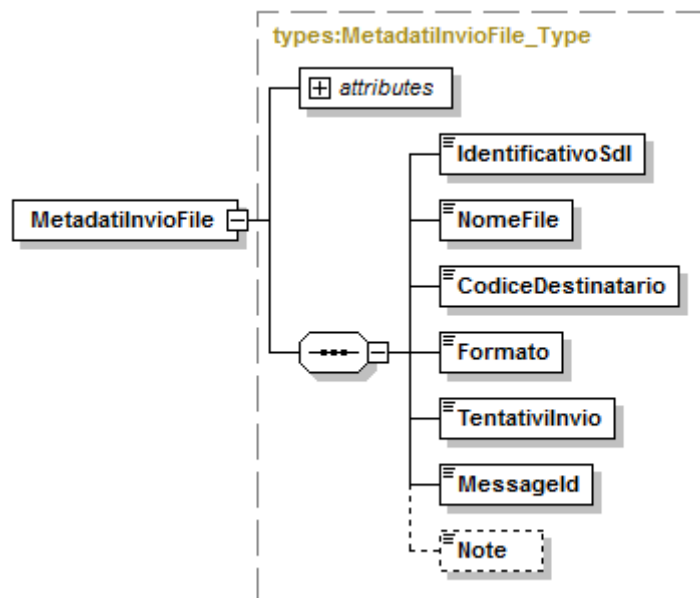 types:MetadatiInvioFile_Type
attributes
IdentificativoSdI
MetadatiInvioFile
NomeFile
CodiceDestinatario
Formato
TentativiInvio
MessageId
Note